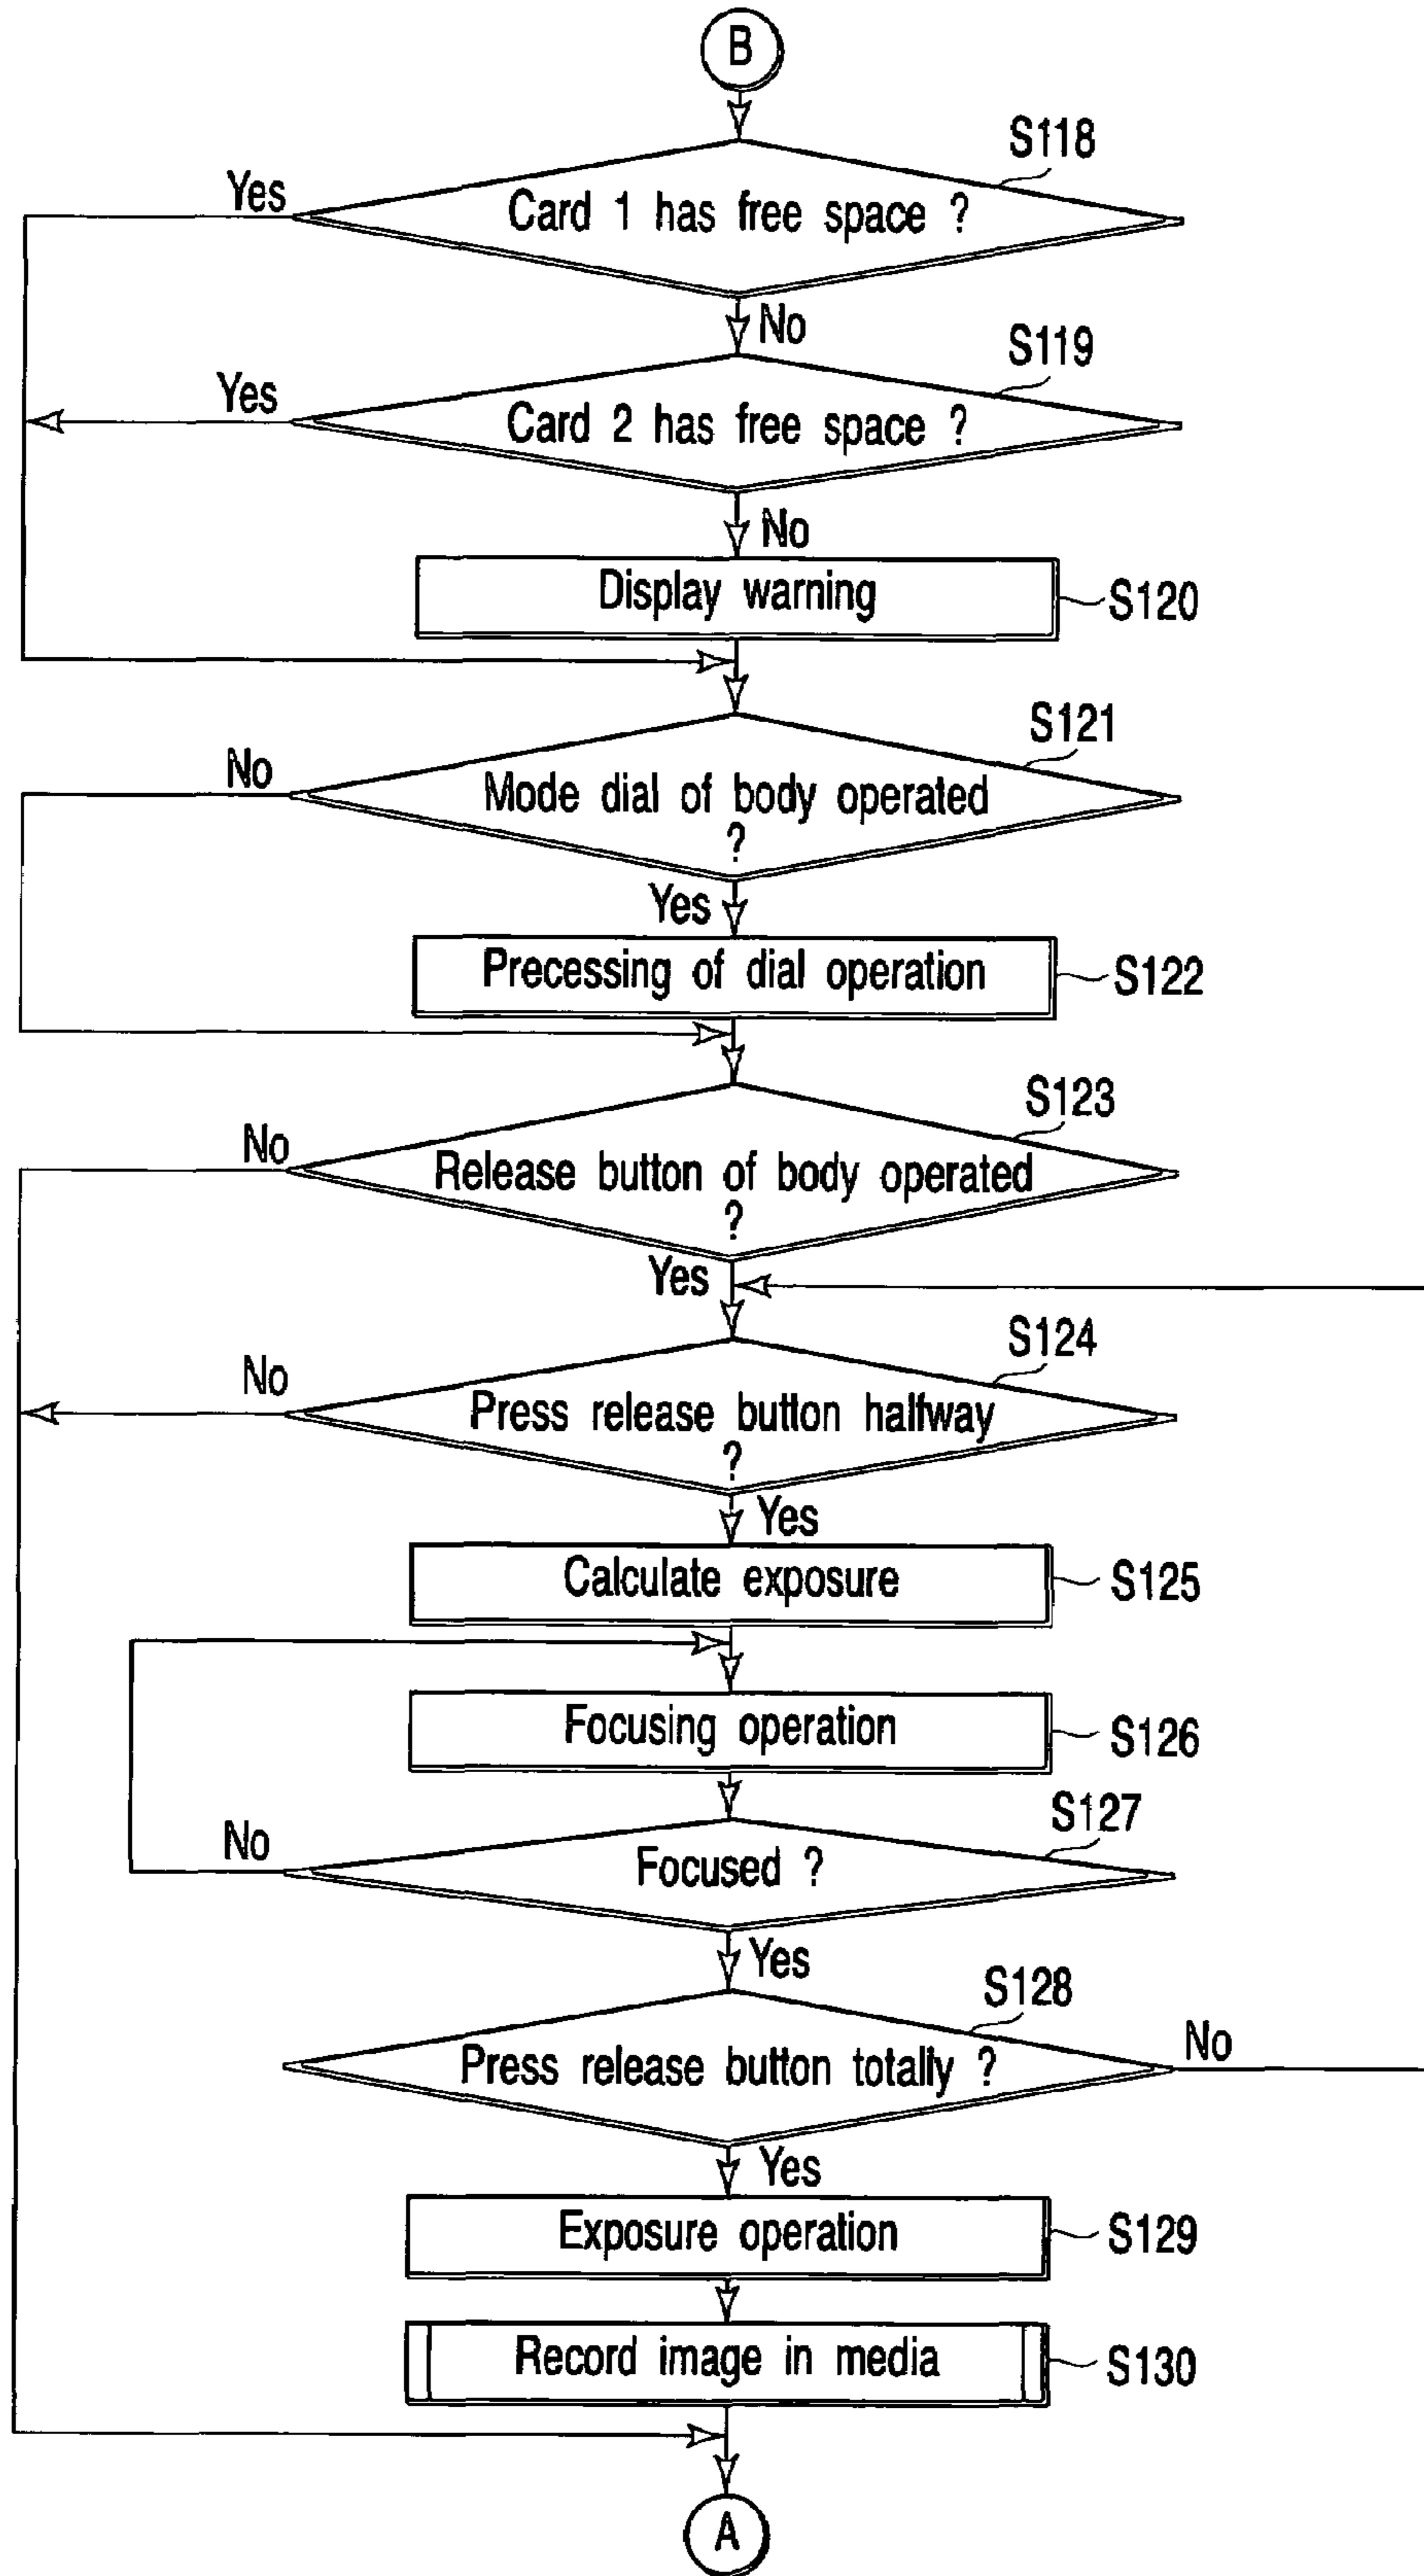 B
S118
Yes
Card 1 has free space ?
No
S119
Yes
Card 2 has free space ?
No
Display warning
S120
S121
No
Mode dial of body operated
?
Yes
Precessing of dial operation
S122
S123
No
Release button of body operated
?
Yes
S124
No
Press release button halfway
?
Yes
Calculate exposure
S125
Focusing operation
S126
S127
No
Focused ?
Yes
S128
No
Press release button totally ?
Yes
Exposure operation
S129
Record image in media
S130
A